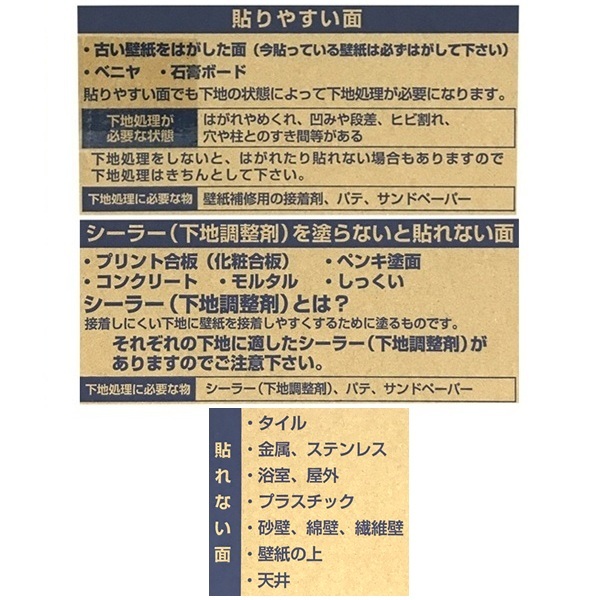 貼りやすい面
・古い壁紙をはがした面（今貼っている壁紙は必ずはがして下さい）
・ベニヤ　・石膏ボード
貼りやすい面でも下地の状態によって下地処理が必要になります。
下地処理が必要な状態
はがれやめくれ、凹みや段差、ヒビ割れ、
穴や柱とのすき間等がある
下地処理をしないと、はがれたり貼れない場合もありますので
下地処理はきちんとして下さい。
下地処理に必要な物　壁紙補修用の接着剤、パテ、サンドペーパー
シーラー（下地調整剤）を塗らないと貼れない面
・プリント合板（化粧合板）　・ペンキ塗面
・コンクリート　・モルタル　・しっくい
シーラー（下地調整剤）とは？
接着しにくい下地に壁紙を接着しやすくするために塗るものです。
それぞれの下地に適したシーラー（下地調整剤）が
ありますのでご注意下さい。
下地処理に必要な物　シーラー（下地調整剤）、パテ、サンドペーパー
貼れない面
・タイル
・金属、ステンレス
・浴室、屋外
・プラスチック
・砂壁、綿壁、繊維壁
・壁紙の上
・天井